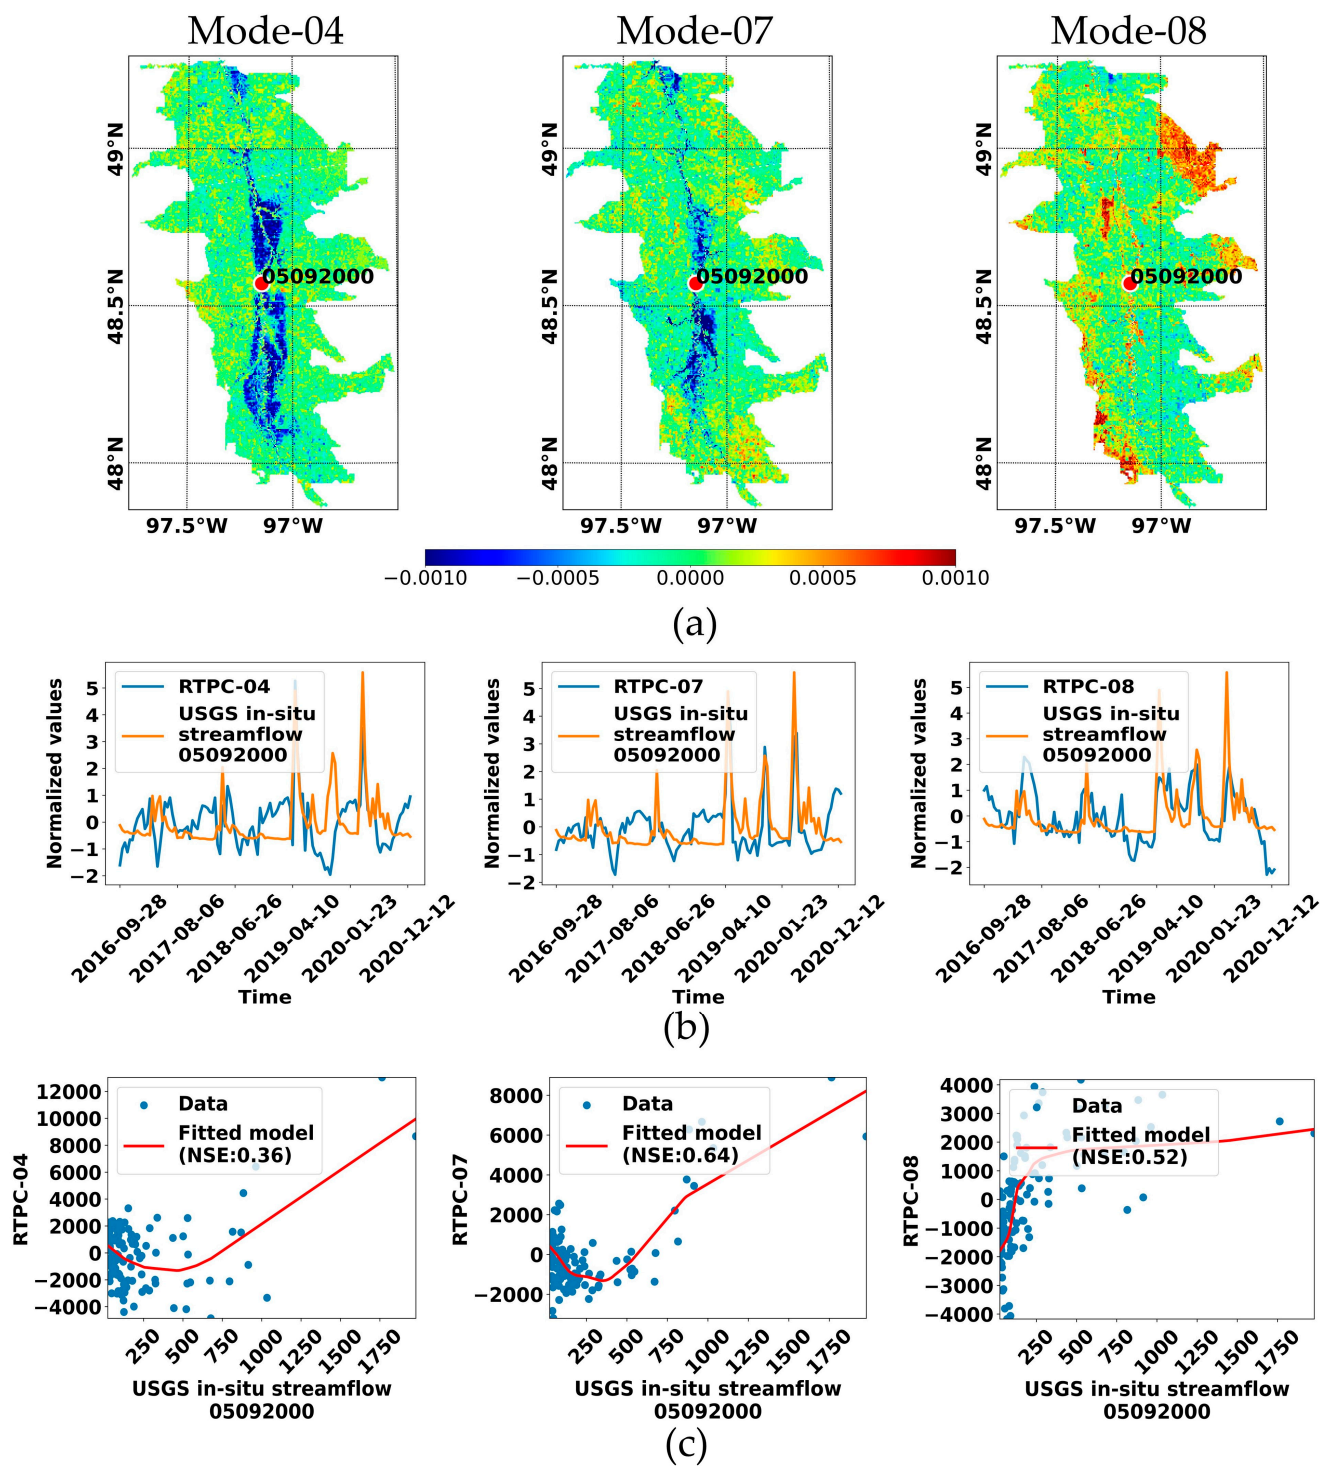 Mode-04 Mode-07 Mode-08
49°N 49°N 49°N
05092000 05092000 05092000
48.5°N 48.5°N 48.5°N
48°N 48°N 48°N
97.5°W 97°W 97.5°W 97°W 97.5°W 97°W
−0.0010 −0.0005 0.0000 0.0005 0.0010
(a)
Normalized values
5
4
3
2
1
0
−1
−2
RTPC-04
USGS in-situ
streamflow
05092000
2016-09-28 2017-08-06 2018-06-26 2019-04-10 2020-01-23 2020-12-12
Time
Normalized values
5
4
3
2
1
0
−1
−2
RTPC-07
USGS in-situ
streamflow
05092000
2016-09-28 2017-08-06 2018-06-26 2019-04-10 2020-01-23 2020-12-12
Time
Normalized values
5
4
3
2
1
0
−1
−2
RTPC-08
USGS in-situ
streamflow
05092000
2016-09-28 2017-08-06 2018-06-26 2019-04-10 2020-01-23 2020-12-12
Time
(b)
RTPC-04
12000
10000
8000
6000
4000
2000
0
−2000
−4000
Data
Fitted model
(NSE:0.36)
250 500 750 1000 1250 1500 1750
USGS in-situ streamflow
05092000
RTPC-07
8000
6000
4000
2000
0
−2000
Data
Fitted model
(NSE:0.64)
250 500 750 1000 1250 1500 1750
USGS in-situ streamflow
05092000
RTPC-08
4000
3000
2000
1000
0
−1000
−2000
−3000
−4000
Data
Fitted model
(NSE:0.52)
250 500 750 1000 1250 1500 1750
USGS in-situ streamflow
05092000
(c)